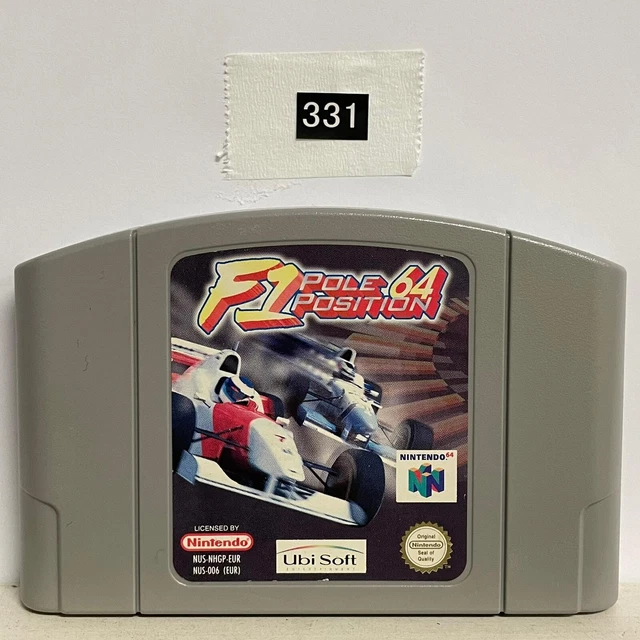 331
F1 POLE POSITION 64
NINTENDO 64
N
LICENSED BY
Nintendo
NUS-NHGP-EUR
NUS-006 (EUR)
Ubi Soft
ENTERTAINMENT
Original
Nintendo
Seal of
Quality